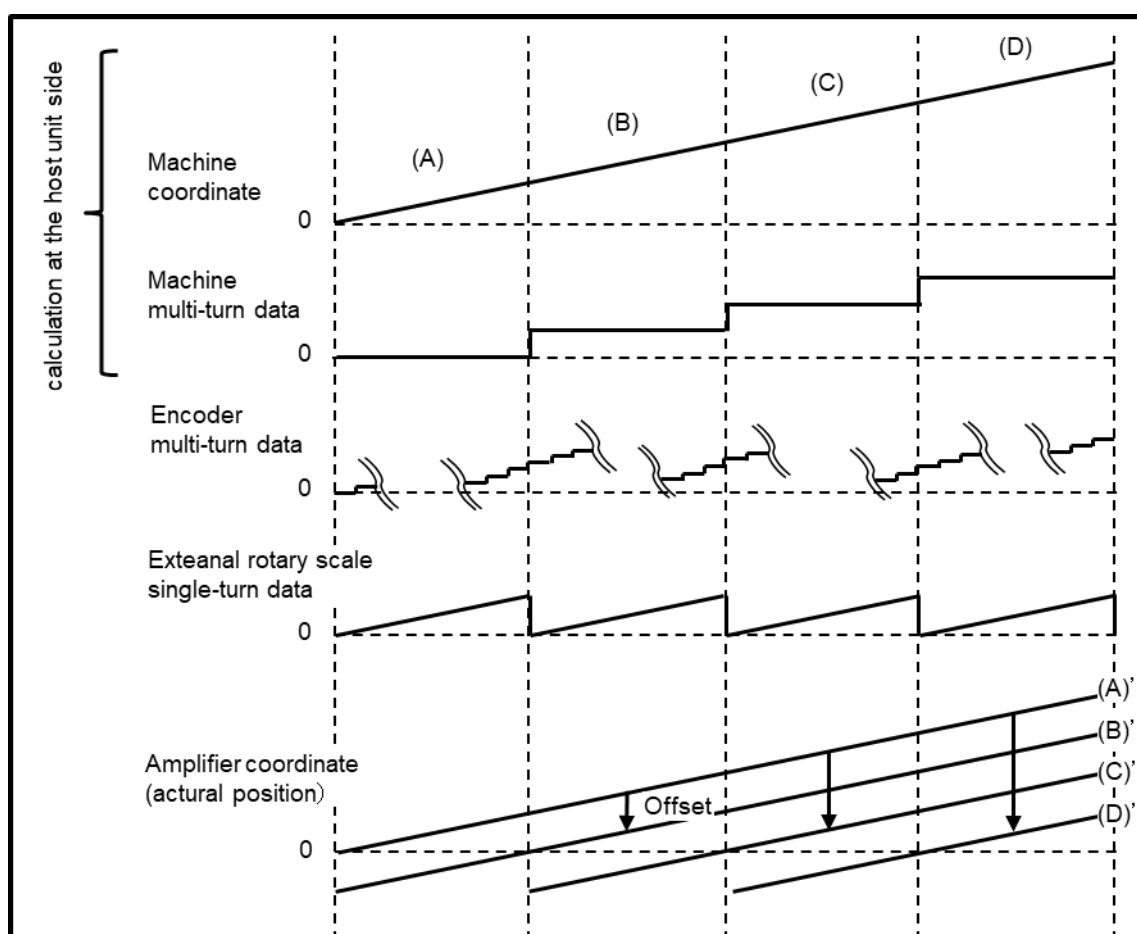 (D)
(C)
(B)
(A)
calculation at the host unit side
Machine
coordinate
0
Machine
multi-turn data
0
Encoder
multi-turn data
0
Exteanal rotary scale
single-turn data
0
(A)'
(B)'
Amplifier coordinate
(actural position)
(C)'
Offset
(D)'
0